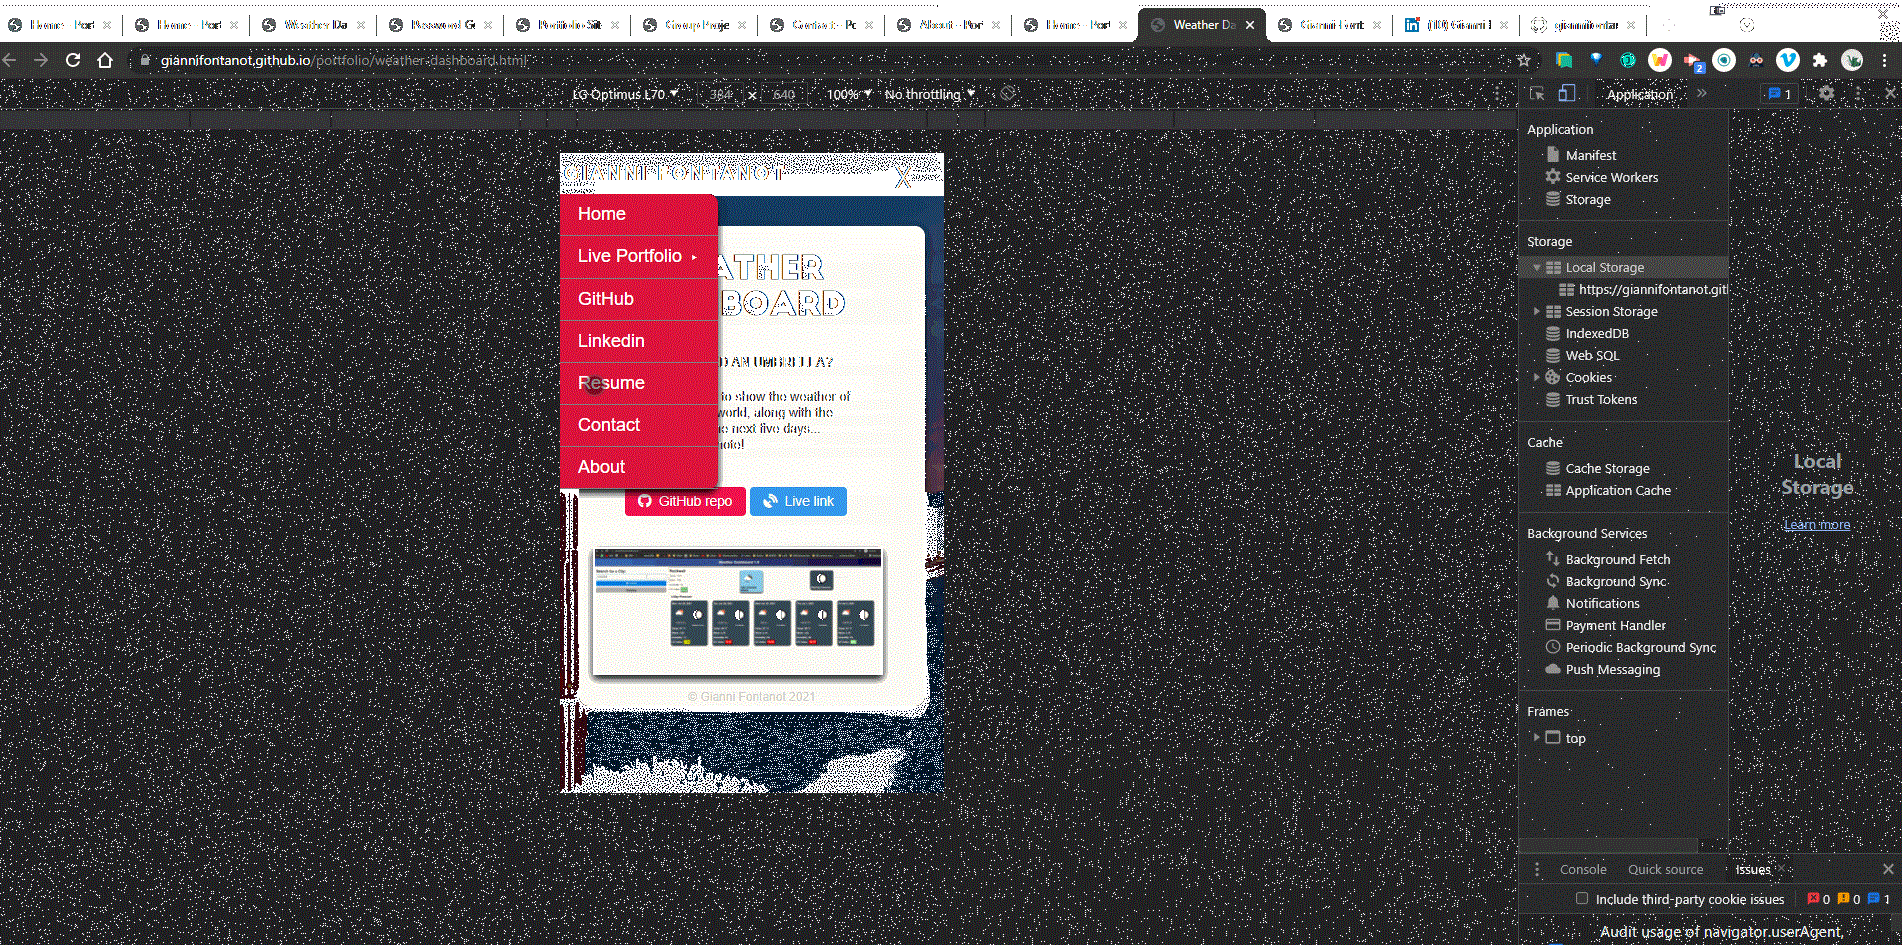 Home - Port
Home - Port
Weather Da
Password G
Portfolio Sit
Group Proje
Contact - Po
About - Port
Home - Port
Weather Da
Gianni Font
(10) Gianni F
giannifontan
giannifontanot.github.io/portfolio/weather-dashboard.html
2
LG Optimus L70 ▼ 384 × 640 100% ▼ No throttling ▼
Application » 1
GIANNI FONTANOT X
Home
Live Portfolio ▸
GitHub
Linkedin
Resume
Contact
About
ATHER
BOARD
AN UMBRELLA?
to show the weather of
world, along with the
next five days...
note!
GitHub repo Live link
© Gianni Fontanot 2021
Application
Manifest
Service Workers
Storage
Storage
Local Storage
https://giannifontanot.gitl
Session Storage
IndexedDB
Web SQL
Cookies
Trust Tokens
Cache
Cache Storage
Application Cache
Background Services
Background Fetch
Background Sync
Notifications
Payment Handler
Periodic Background Sync
Push Messaging
Frames
top
Local
Storage
Learn more
Console Quick source Issues
Include third-party cookie issues 0 0 1
Audit usage of navigator.userAgent,